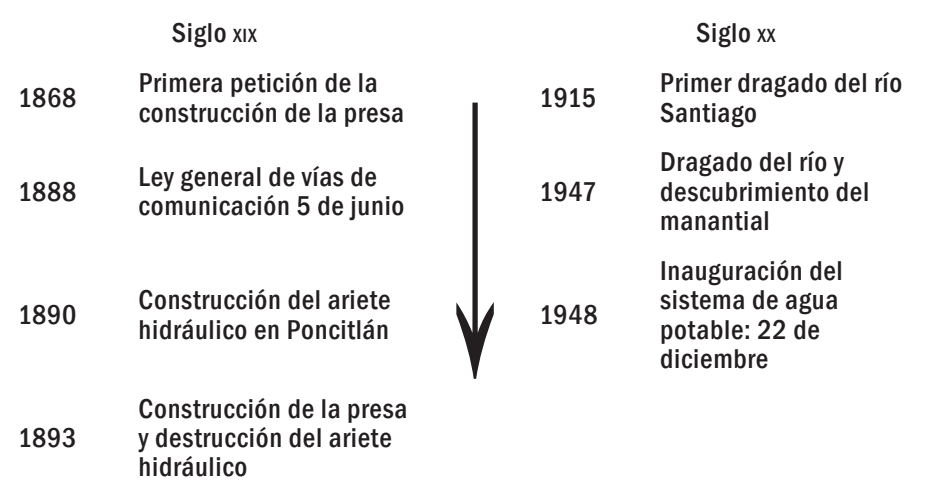 Siglo XIX
1868
Primera petición de la
construcción de la presa
1888
Ley general de vías de
comunicación 5 de junio
1890
Construcción del ariete
hidráulico en Poncitlán
1893
Construcción de la presa
y destrucción del ariete
hidráulico
Siglo XX
1915
Primer dragado del río
Santiago
1947
Dragado del río y
descubrimiento del
manantial
1948
Inauguración del
sistema de agua
potable: 22 de
diciembre